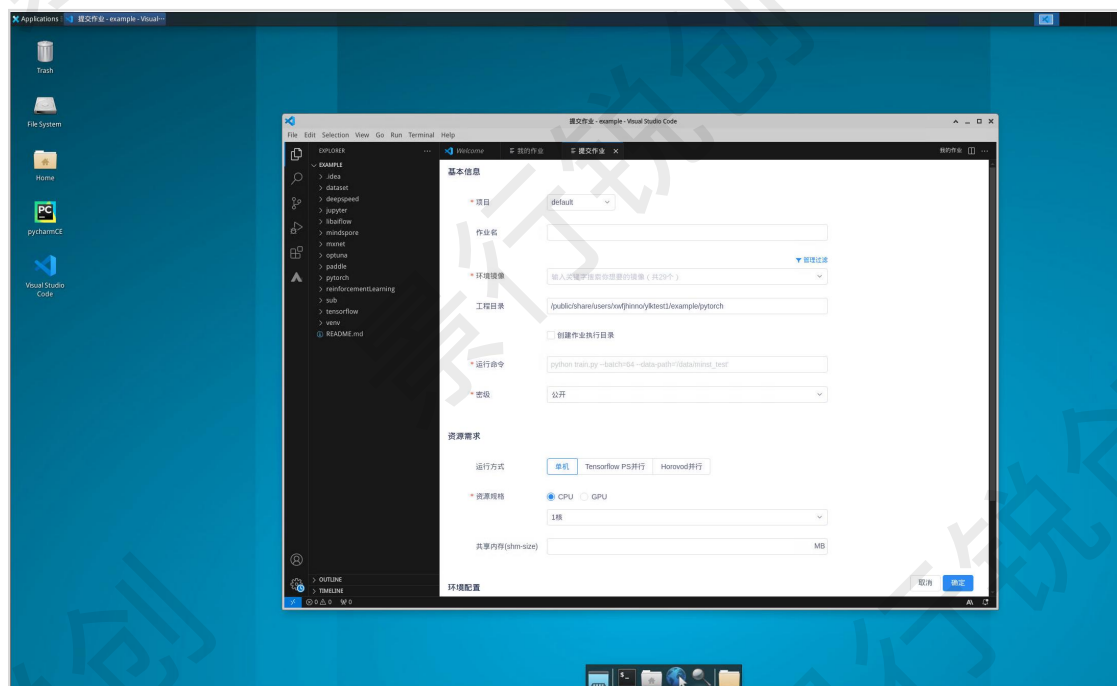 Applications
提交作业 - example - Visual···
Trash
File System
Home
pycharmCE
Visual Studio
Code
提交作业 - example - Visual Studio Code
File Edit Selection View Go Run Terminal Help
EXPLORER ···
Welcome
我的作业
提交作业
我的作业
EXAMPLE
.idea
dataset
deepspeed
jupyter
libaiflow
mindspore
mxnet
optuna
paddle
pytorch
reinforcementLearning
sub
tensorflow
venv
README.md
OUTLINE
TIMELINE
基本信息
* 项目 default
作业名
管理过滤
* 环境镜像 输入关键字搜索你想要的镜像（共29个）
工程目录 /public/share/users/xwfjhinno/ylktest1/example/pytorch
创建作业执行目录
* 运行命令 python train.py --batch=64 --data-path='/data/minst_test'
* 密级 公开
资源需求
运行方式 单机 Tensorflow PS并行 Horovod并行
* 资源规格 CPU GPU
1核
共享内存(shm-size) MB
环境配置
取消 确定
0 0 0
景行锐创